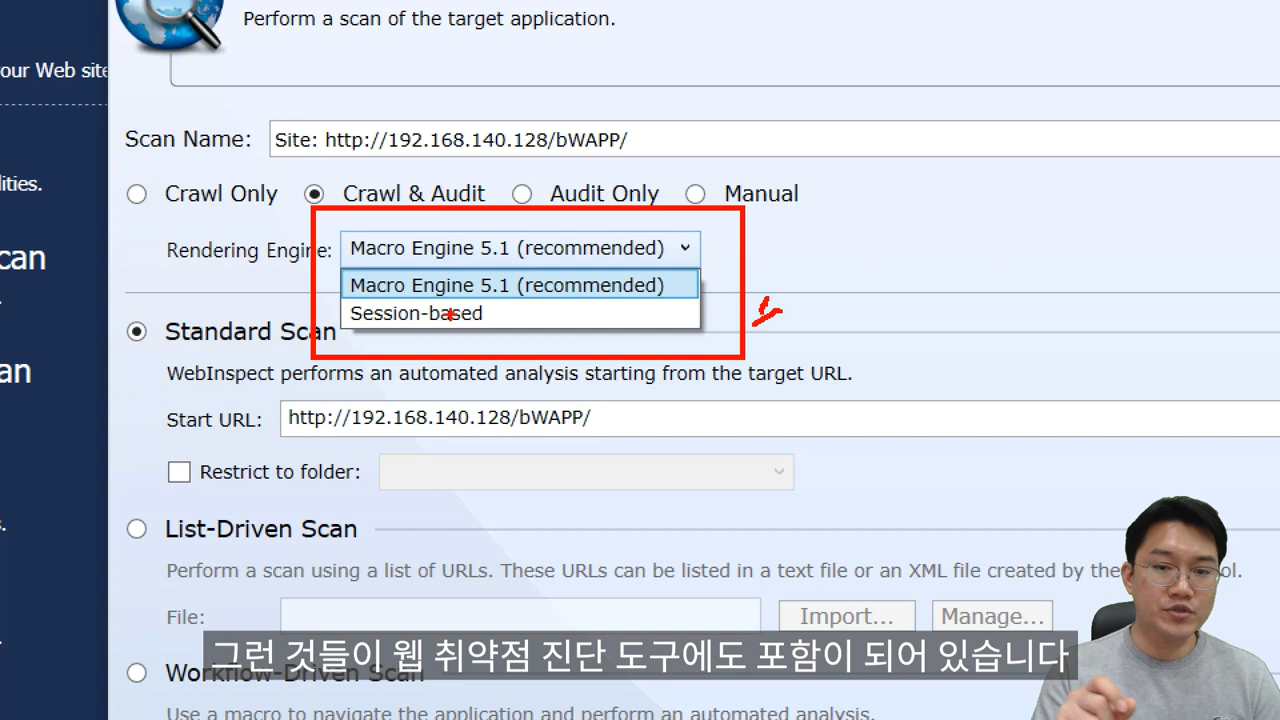 Perform a scan of the target application.
our Web site
Scan Name: Site: http://192.168.140.128/bWAPP/
lities.
Crawl Only Crawl & Audit Audit Only Manual
Rendering Engine: Macro Engine 5.1 (recommended)
can
Macro Engine 5.1 (recommended)
Session-based
Standard Scan
an
WebInspect performs an automated analysis starting from the target URL.
Start URL: http://192.168.140.128/bWAPP/
Restrict to folder:
s.
List-Driven Scan
Perform a scan using a list of URLs. These URLs can be listed in a text file or an XML file created by the ol.
File: Import... Manage...
그런 것들이 웹 취약점 진단 도구에도 포함이 되어 있습니다
Workflow-Driven Scan
Use a macro to navigate the application and perform an automated analysis.